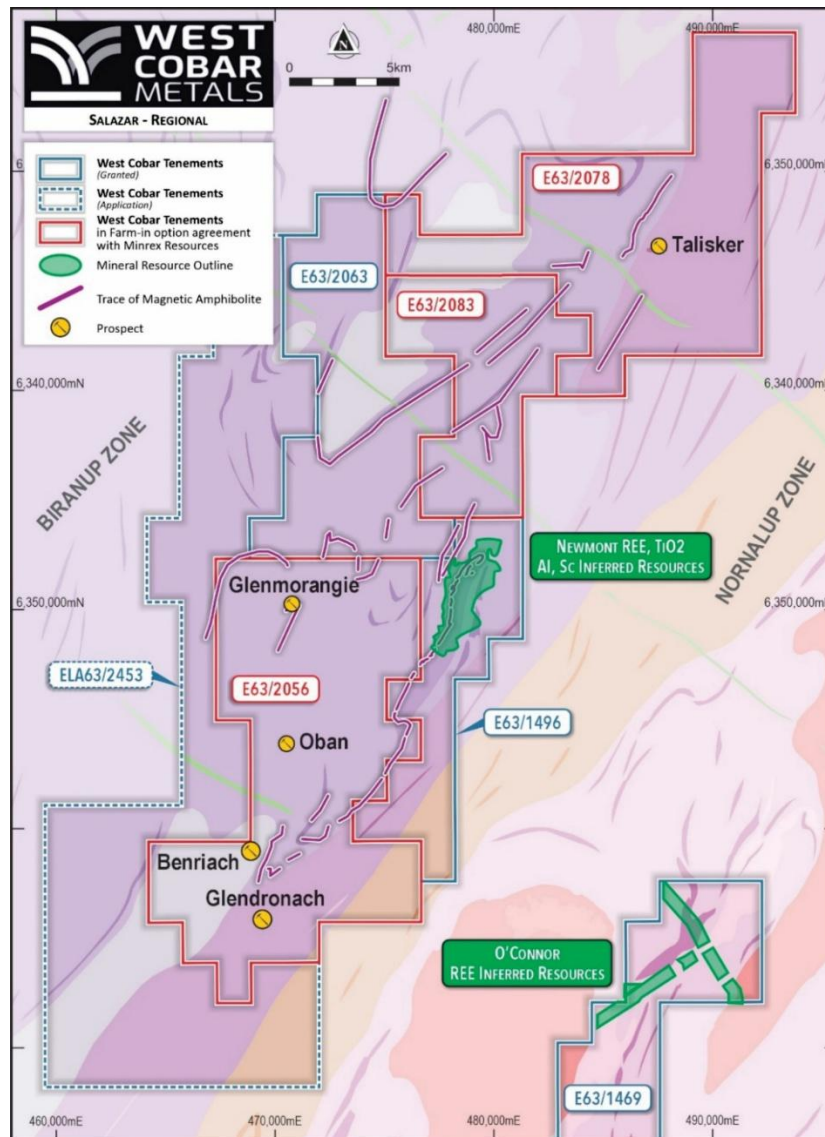 WEST
COBAR
METALS
SALAZAR - REGIONAL
N
0 5km
West Cobar Tenements
(Granted)
West Cobar Tenements
(Application)
West Cobar Tenements
in Farm-in option agreement
with Minrex Resources
Mineral Resource Outline
Trace of Magnetic Amphibolite
Prospect
480,000mE
490,000mE
6,350,000mN
6,350,000mN
E63/2078
Talisker
E63/2063
E63/2083
6,340,000mN
6,340,000mN
BIRANUP ZONE
NORNALUP ZONE
NEWMONT REE, TIO2
Al, Sc INFERRED RESOURCES
Glenmorangie
6,350,000mN
6,350,000mN
ELA63/2453
E63/2056
E63/1496
Oban
Benriach
Glendronach
O'CONNOR
REE INFERRED RESOURCES
E63/1469
460,000mE
470,000mE
480,000mE
490,000mE